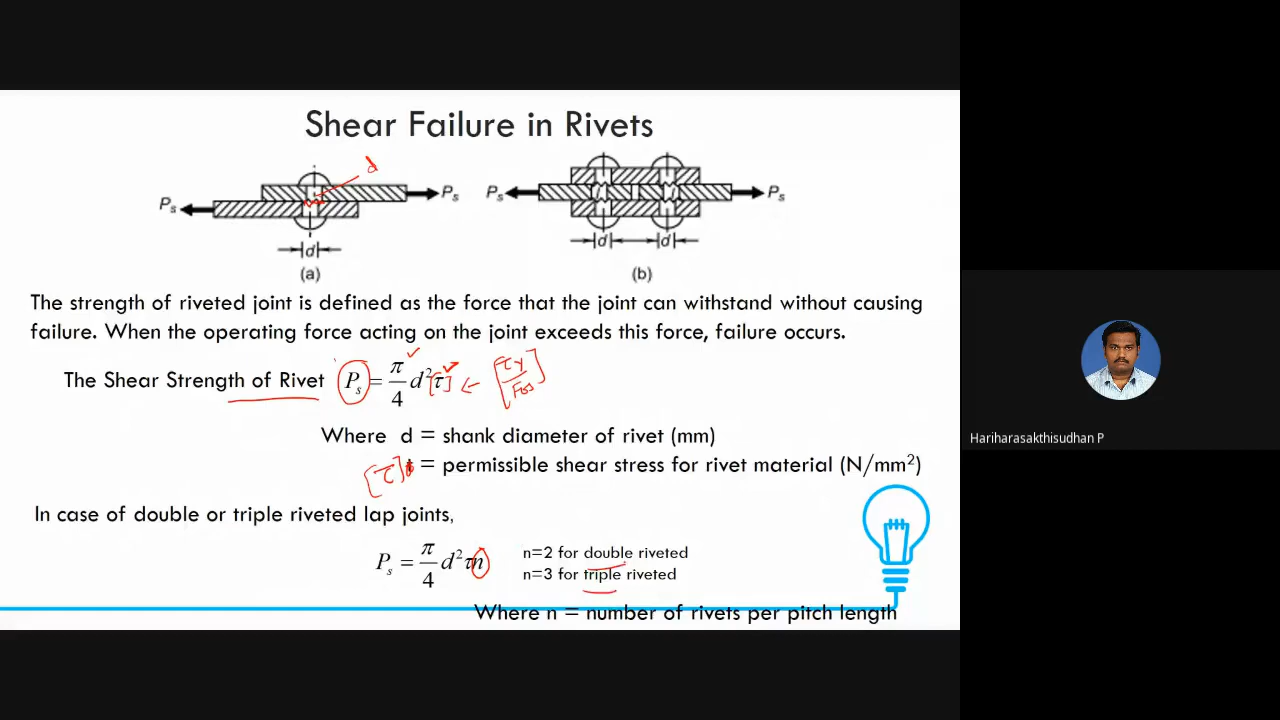 Shear Failure in Rivets
d
Ps Ps Ps Ps
d d d
(a) (b)
The strength of riveted joint is defined as the force that the joint can withstand without causing
failure. When the operating force acting on the joint exceeds this force, failure occurs.
The Shear Strength of Rivet Ps = π/4 d² [τ] ← [τy/Fos]
Where d = shank diameter of rivet (mm)
[τ] t = permissible shear stress for rivet material (N/mm²)
In case of double or triple riveted lap joints,
Ps = π/4 d² τn
n=2 for double riveted
n=3 for triple riveted
Where n = number of rivets per pitch length
Hariharasakthisudhan P